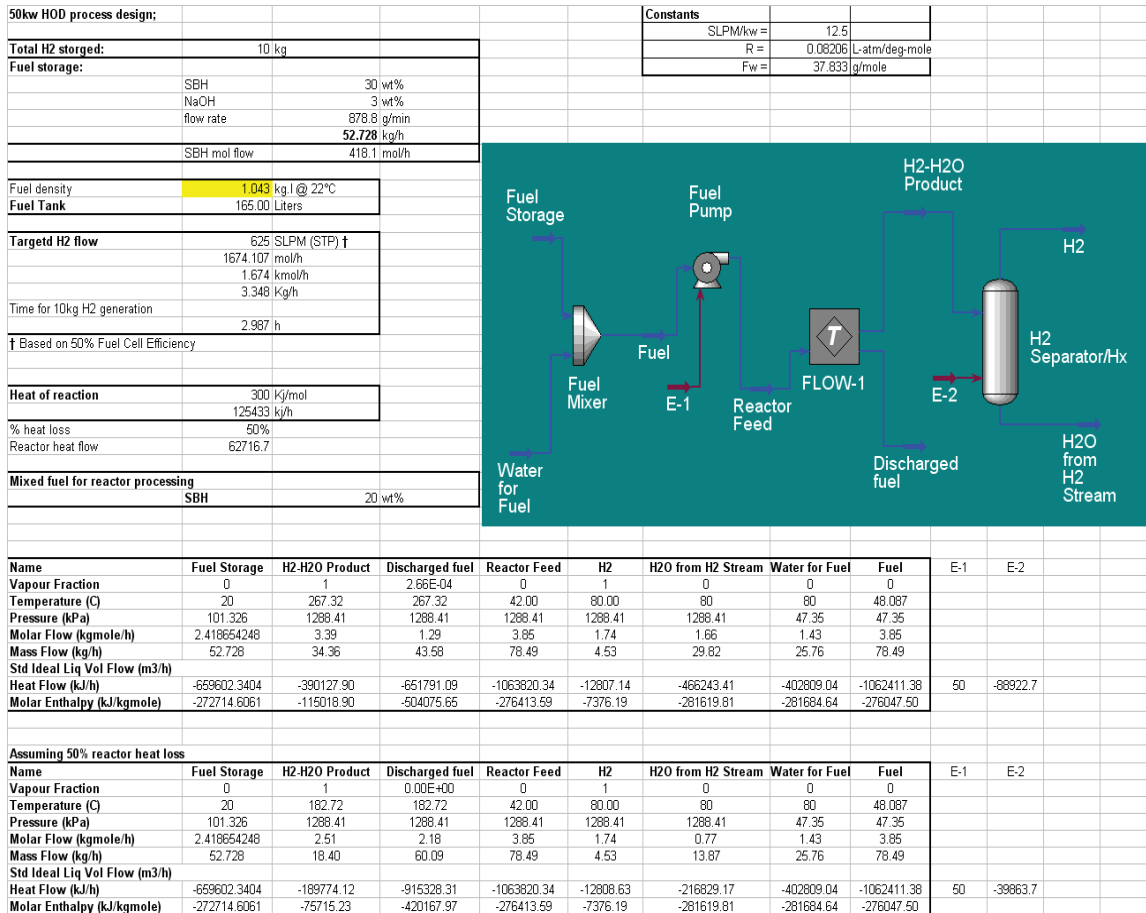 50kw HOD process design;
Constants
SLPM/kw = 12.5
Total H2 storged: 10 kg
R = 0.08206 L-atm/deg-mole
Fuel storage:
Fw = 37.833 g/mole
SBH 30 wt%
NaOH 3 wt%
flow rate 878.8 g/min
52.728 kg/h
SBH mol flow 418.1 mol/h
Fuel density 1.043 kg.l @ 22°C
Fuel Tank 165.00 Liters
Targetd H2 flow 625 SLPM (STP) †
1674.107 mol/h
1.674 kmol/h
3.348 Kg/h
Time for 10kg H2 generation
2.987 h
† Based on 50% Fuel Cell Efficiency
Heat of reaction 300 Kj/mol
125433 kj/h
% heat loss 50%
Reactor heat flow 62716.7
Mixed fuel for reactor processing
SBH 20 wt%
Fuel
Storage
Fuel
Pump
H2-H2O
Product
H2
T
Fuel
H2
Separator/Hx
Fuel
Mixer
E-1
Reactor
Feed
FLOW-1
E-2
Water
for
Fuel
Discharged
fuel
H2O
from
H2
Stream
Name Fuel Storage H2-H2O Product Discharged fuel Reactor Feed H2 H2O from H2 Stream Water for Fuel Fuel E-1 E-2
Vapour Fraction 0 1 2.66E-04 0 1 0 0 0
Temperature (C) 20 267.32 267.32 42.00 80.00 80 80 48.087
Pressure (kPa) 101.326 1288.41 1288.41 1288.41 1288.41 1288.41 47.35 47.35
Molar Flow (kgmole/h) 2.418654248 3.39 1.29 3.85 1.74 1.66 1.43 3.85
Mass Flow (kg/h) 52.728 34.36 43.58 78.49 4.53 29.82 25.76 78.49
Std Ideal Liq Vol Flow (m3/h)
Heat Flow (kJ/h) -659602.3404 -390127.90 -651791.09 -1063820.34 -12807.14 -466243.41 -402809.04 -1062411.38 50 -88922.7
Molar Enthalpy (kJ/kgmole) -272714.6061 -115018.90 -504075.65 -276413.59 -7376.19 -281619.81 -281684.64 -276047.50
Assuming 50% reactor heat loss
Name Fuel Storage H2-H2O Product Discharged fuel Reactor Feed H2 H2O from H2 Stream Water for Fuel Fuel E-1 E-2
Vapour Fraction 0 1 0.00E+00 0 1 0 0 0
Temperature (C) 20 182.72 182.72 42.00 80.00 80 80 48.087
Pressure (kPa) 101.326 1288.41 1288.41 1288.41 1288.41 1288.41 47.35 47.35
Molar Flow (kgmole/h) 2.418654248 2.51 2.18 3.85 1.74 0.77 1.43 3.85
Mass Flow (kg/h) 52.728 18.40 60.09 78.49 4.53 13.87 25.76 78.49
Std Ideal Liq Vol Flow (m3/h)
Heat Flow (kJ/h) -659602.3404 -189774.12 -915328.31 -1063820.34 -12808.63 -216829.17 -402809.04 -1062411.38 50 -39863.7
Molar Enthalpy (kJ/kgmole) -272714.6061 -75715.23 -420167.97 -276413.59 -7376.19 -281619.81 -281684.64 -276047.50